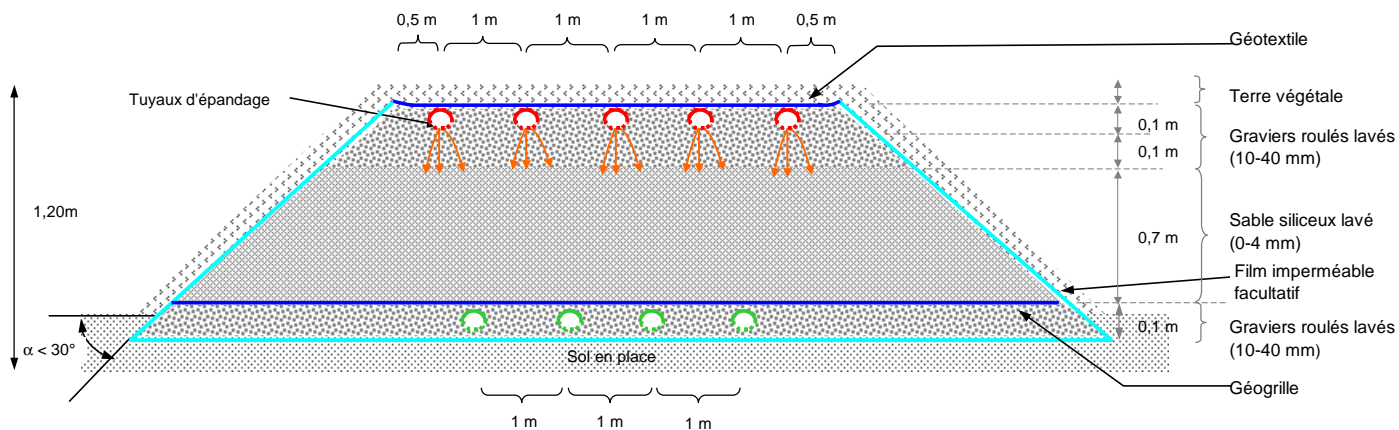 0,5 m
1 m
1 m
1 m
1 m
0,5 m
Géotextile
Tuyaux d'épandage
Terre végétale
0,1 m
Graviers roulés lavés
(10-40 mm)
0,1 m
1,20m
0,7 m
Sable siliceux lavé
(0-4 mm)
Film imperméable
facultatif
0,1 m
Graviers roulés lavés
(10-40 mm)
α < 30°
Sol en place
Géogrille
1 m
1 m
1 m